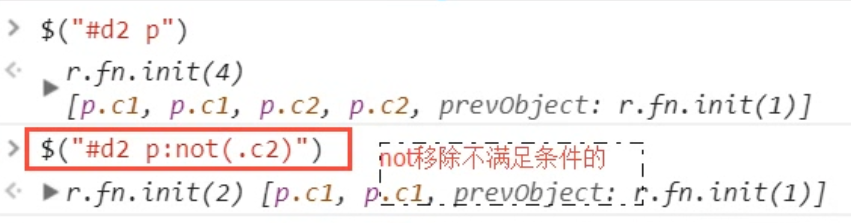 > $("#d2 p")
<· ▶ r.fn.init(4)
[p.c1, p.c1, p.c2, p.c2, prevObject: r.fn.init(1)]
> $("#d2 p:not(.c2)")
not移除不满足条件的
<· ▶ r.fn.init(2) [p.c1, p.c1, prevObject: r.fn.init(1)]